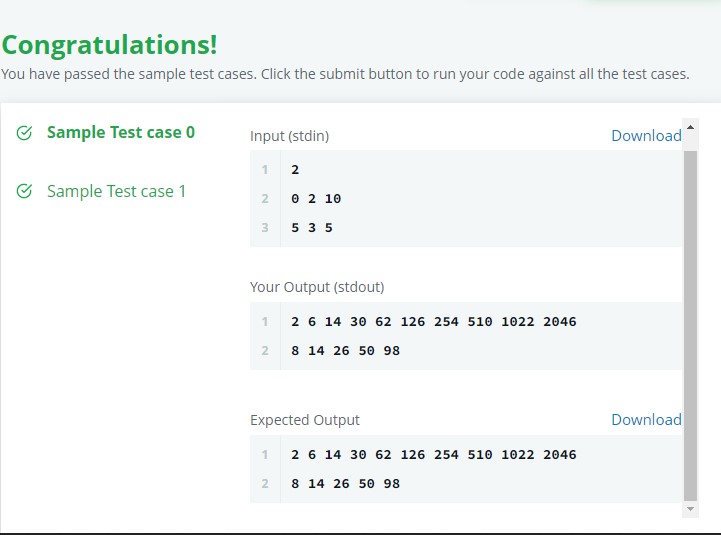 Congratulations!
You have passed the sample test cases. Click the submit button to run your code against all the test cases.
Sample Test case 0
Sample Test case 1
Input (stdin)
Download
1 2
2 0 2 10
3 5 3 5
Your Output (stdout)
1 2 6 14 30 62 126 254 510 1022 2046
2 8 14 26 50 98
Expected Output
Download
1 2 6 14 30 62 126 254 510 1022 2046
2 8 14 26 50 98